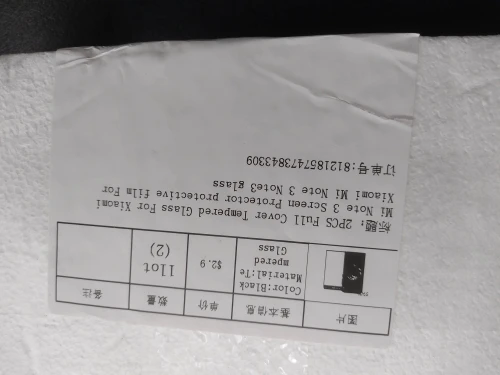 图片 基本信息 单价 数量 备注
Color:Black
Material:Te
mpered
Glass
$2.9
1lot
(2)
标题: 2PCS Full Cover Tempered Glass For Xiaomi
Mi Note 3 Screen Protector protective film For
Xiaomi Mi Note 3 Note3 glass
订单号:8121857473843309